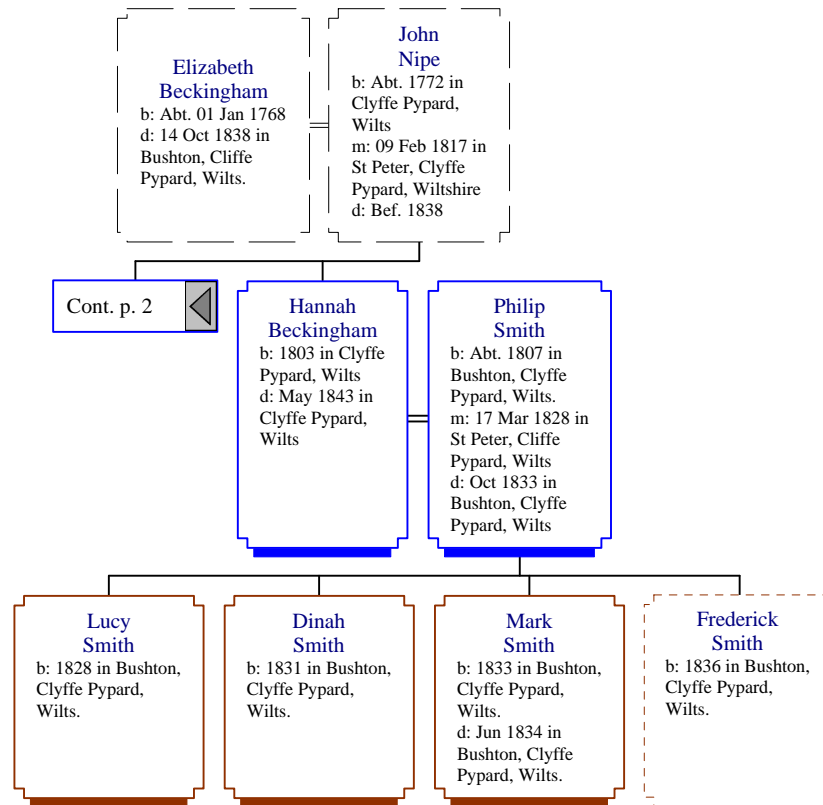 Elizabeth
Beckingham
b: Abt. 01 Jan 1768
d: 14 Oct 1838 in
Bushton, Cliffe
Pypard, Wilts.
John
Nipe
b: Abt. 1772 in
Clyffe Pypard,
Wilts
m: 09 Feb 1817 in
St Peter, Clyffe
Pypard, Wiltshire
d: Bef. 1838
Cont. p. 2
Hannah
Beckingham
b: 1803 in Clyffe
Pypard, Wilts
d: May 1843 in
Clyffe Pypard,
Wilts
Philip
Smith
b: Abt. 1807 in
Bushton, Clyffe
Pypard, Wilts.
m: 17 Mar 1828 in
St Peter, Cliffe
Pypard, Wilts
d: Oct 1833 in
Bushton, Clyffe
Pypard, Wilts
Lucy
Smith
b: 1828 in Bushton,
Clyffe Pypard,
Wilts.
Dinah
Smith
b: 1831 in Bushton,
Clyffe Pypard,
Wilts.
Mark
Smith
b: 1833 in Bushton,
Clyffe Pypard,
Wilts.
d: Jun 1834 in
Bushton, Clyffe
Pypard, Wilts.
Frederick
Smith
b: 1836 in Bushton,
Clyffe Pypard,
Wilts.